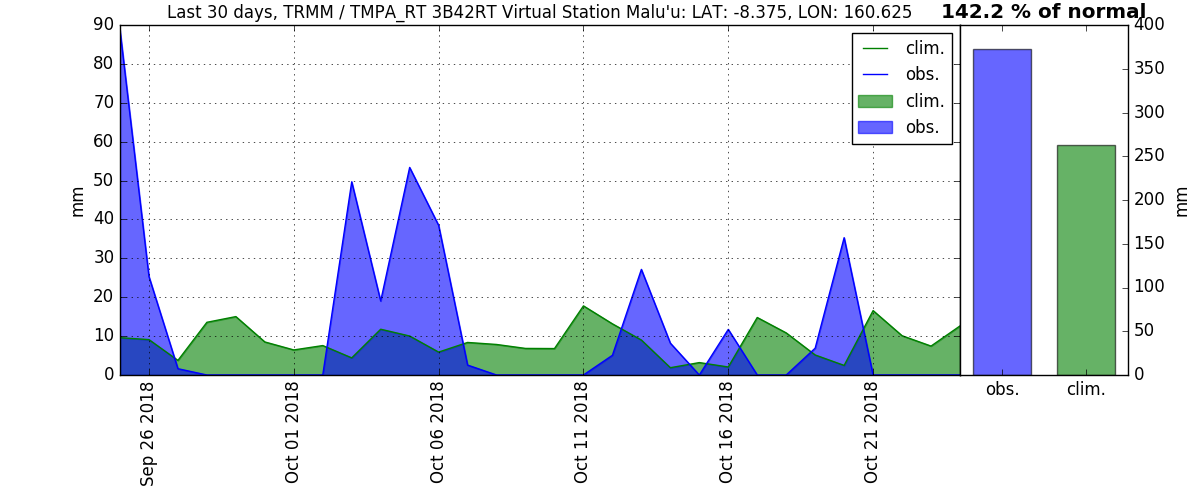 Last 30 days, TRMM / TMPA_RT 3B42RT Virtual Station Malu'u: LAT: -8.375, LON: 160.625
142.2 % of normal
90
80
70
60
50
40
30
20
10
0
mm
clim.
obs.
clim.
obs.
Sep 26 2018
Oct 01 2018
Oct 06 2018
Oct 11 2018
Oct 16 2018
Oct 21 2018
400
350
300
250
200
150
100
50
0
mm
obs.
clim.